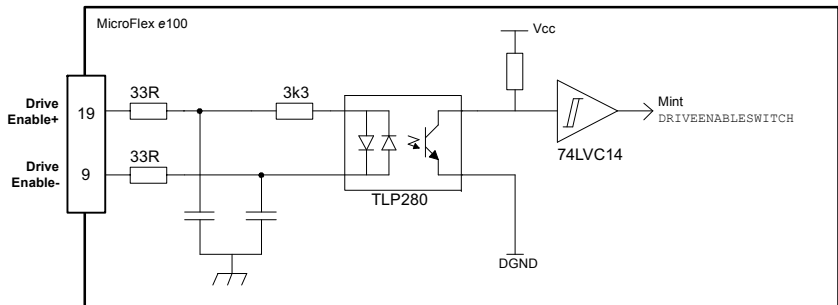 MicroFlex e100
Vcc
33R
3k3
Drive
Enable+
19
Mint
DRIVEENABLESWITCH
33R
Drive
Enable-
9
74LVC14
TLP280
DGND